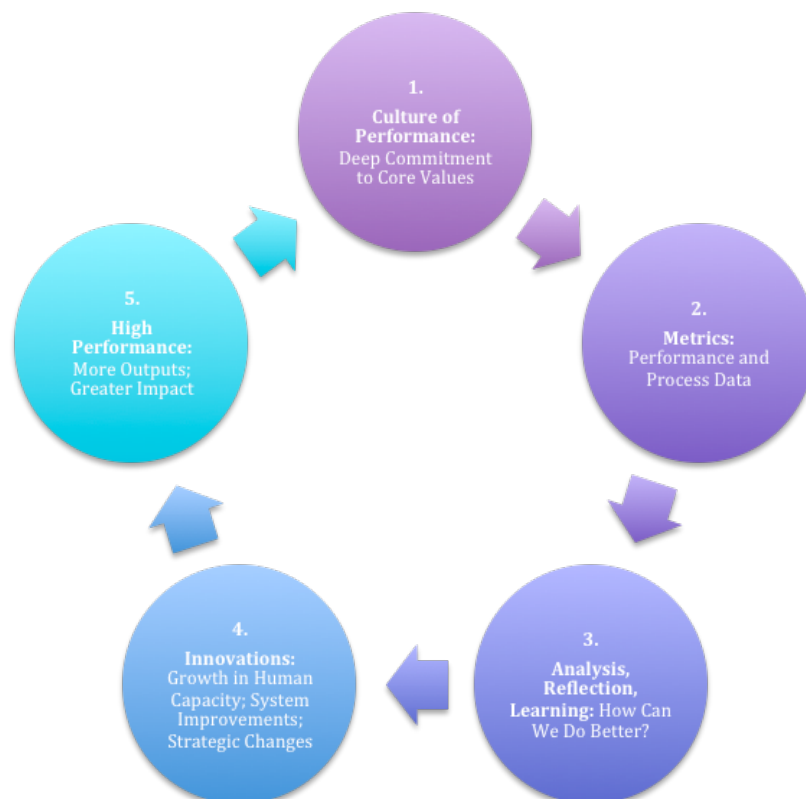 1.
Culture of
Performance:
Deep Commitment
to Core Values
2.
Metrics:
Performance and
Process Data
3.
Analysis,
Reflection,
Learning: How Can
We Do Better?
4.
Innovations:
Growth in Human
Capacity; System
Improvements;
Strategic Changes
5.
High
Performance:
More Outputs;
Greater Impact